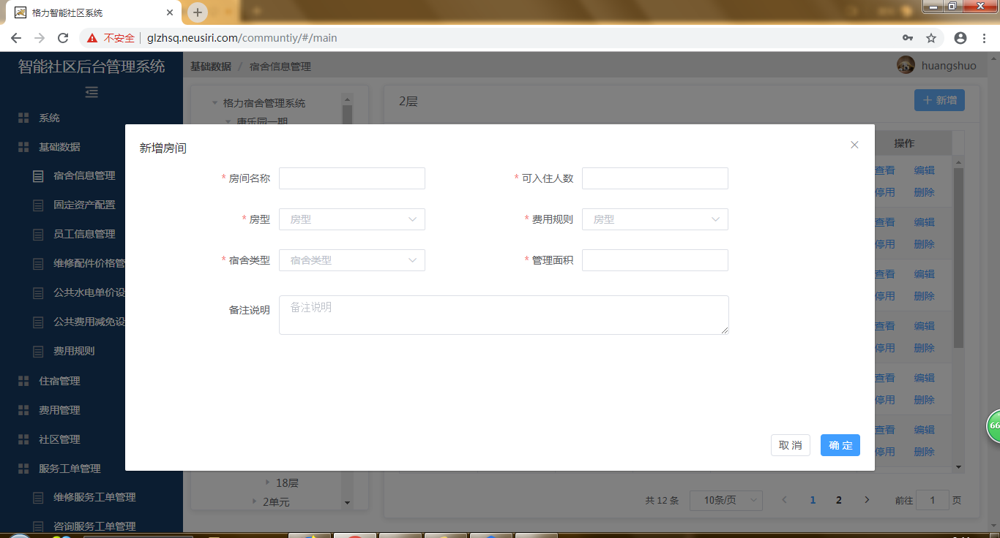 格力智能社区系统
不安全 glzhsq.neusiri.com/communtiy/#/main
智能社区后台管理系统
基础数据 / 宿舍信息管理
huangshuo
系统
基础数据
宿舍信息管理
固定资产配置
员工信息管理
维修配件价格管
公共水电单价设
公共费用减免设
费用规则
住宿管理
费用管理
社区管理
服务工单管理
维修服务工单管理
咨询服务工单管理
格力宿舍管理系统
康乐园一期
18层
2单元
2层
+ 新增
操作
查看 编辑
停用 删除
查看 编辑
停用 删除
查看 编辑
停用 删除
查看 编辑
停用 删除
查看 编辑
停用 删除
查看 编辑
停用 删除
新增房间
* 房间名称
* 可入住人数
* 房型 房型
* 费用规则 房型
* 宿舍类型 宿舍类型
* 管理面积
备注说明 备注说明
取消 确定
共 12 条 10条/页 1 2 前往 1 页
66